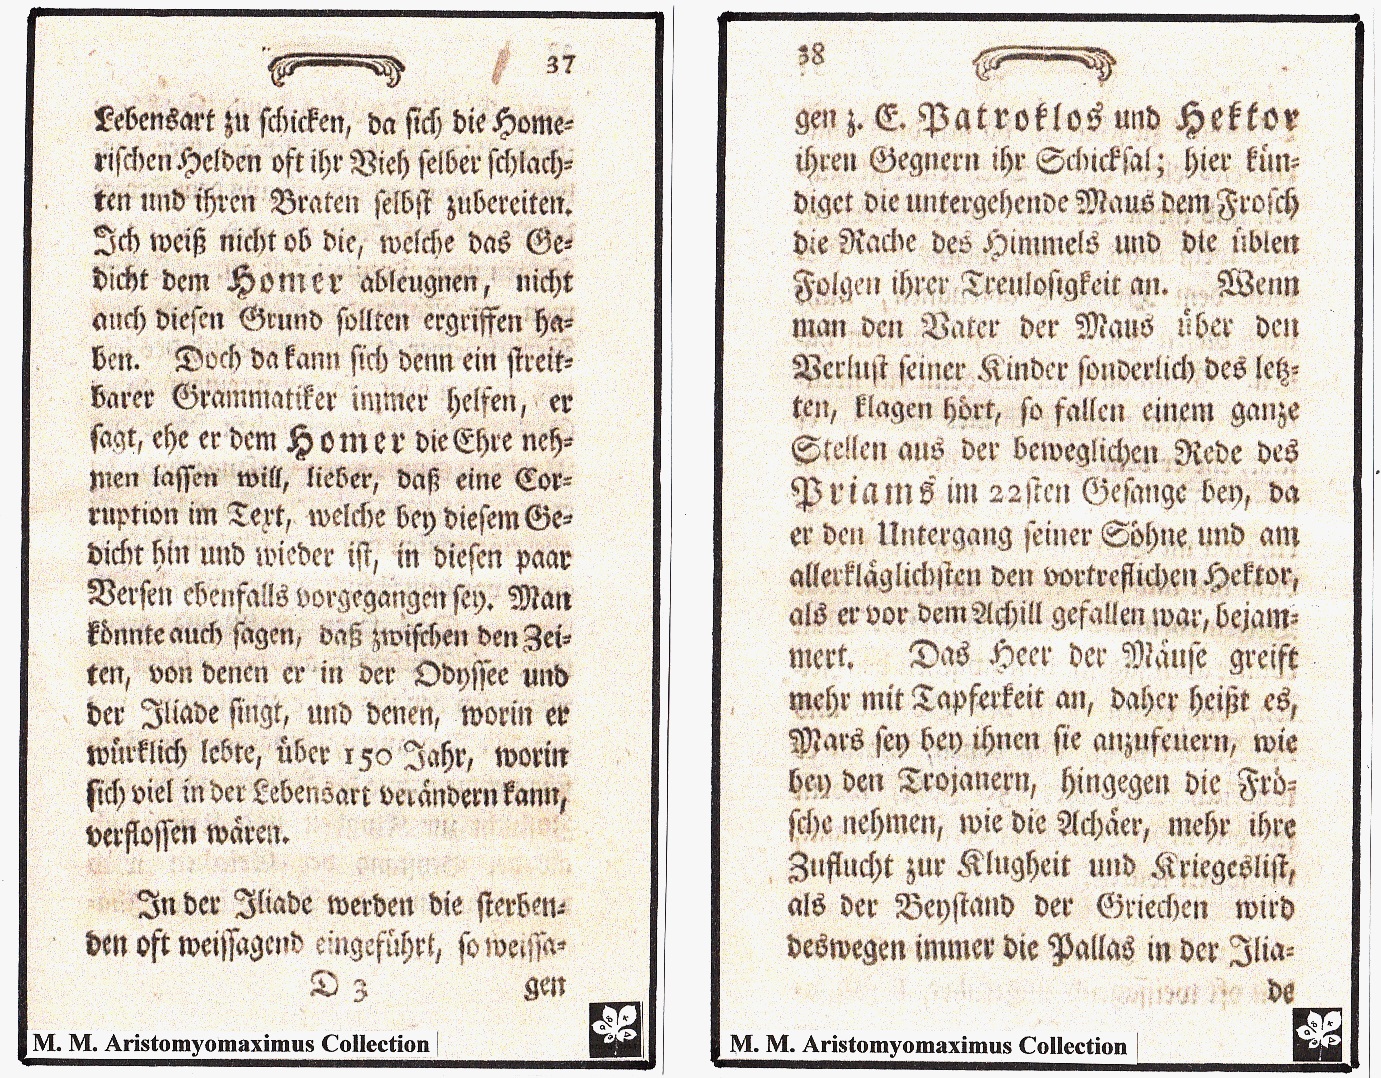 37
Lebensart zu schicken, da sich die Home=
rischen Helden oft ihr Vieh selber schlach=
ten und ihren Braten selbst zubereiten.
Ich weiß nicht ob die, welche das Ge=
dicht dem Homer ableugnen, nicht
auch diesen Grund sollten ergriffen ha=
ben. Doch da kann sich denn ein streit=
barer Grammatiker immer helfen, er
sagt, ehe er dem Homer die Ehre neh=
men lassen will, lieber, daß eine Cor=
ruption im Text, welche bey diesem Ge=
dicht hin und wieder ist, in diesen paar
Versen ebenfalls vorgegangen sey. Man
könnte auch sagen, daß zwischen den Zei=
ten, von denen er in der Odyssee und
der Iliade singt, und denen, worin er
würklich lebte, über 150 Jahr, worin
sich viel in der Lebensart verändern kann,
verflossen wären.
In der Iliade werden die sterben=
den oft weissagend eingeführt, so weissa=
D 3 gen
M. M. Aristomyomaximus Collection
38
gen z. E. Patroklos und Hektor
ihren Gegnern ihr Schicksal; hier kün=
diget die untergehende Maus dem Frosch
die Rache des Himmels und die üblen
Folgen ihrer Treulosigkeit an. Wenn
man den Vater der Maus über den
Verlust seiner Kinder sonderlich des letz=
ten, klagen hört, so fallen einem ganze
Stellen aus der beweglichen Rede des
Priams im 22sten Gesange bey, da
er den Untergang seiner Söhne und am
allerkläglichsten den vortreflichen Hektor,
als er vor dem Achill gefallen war, bejam=
mert. Das Heer der Mäuse greift
mehr mit Tapferkeit an, daher heißt es,
Mars sey bey ihnen sie anzufeuern, wie
bey den Trojanern, hingegen die Frö=
sche nehmen, wie die Achäer, mehr ihre
Zuflucht zur Klugheit und Kriegeslist,
als der Beystand der Griechen wird
deswegen immer die Pallas in der Ilia=
de
M. M. Aristomyomaximus Collection